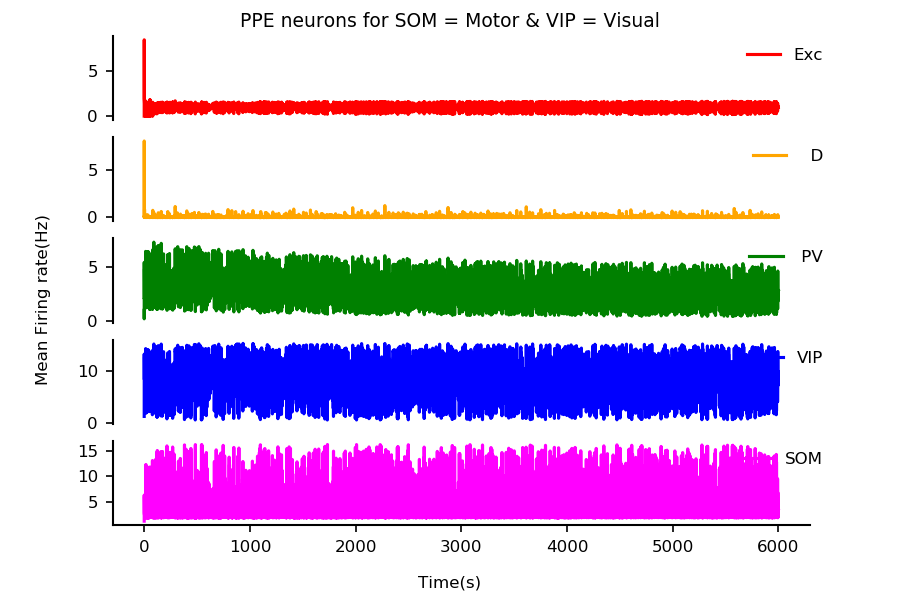 PPE neurons for SOM = Motor & VIP = Visual
Exc
5
0
D
5
0
PV
5
0
VIP
10
0
SOM
15
10
5
Mean Firing rate(Hz)
0 1000 2000 3000 4000 5000 6000
Time(s)